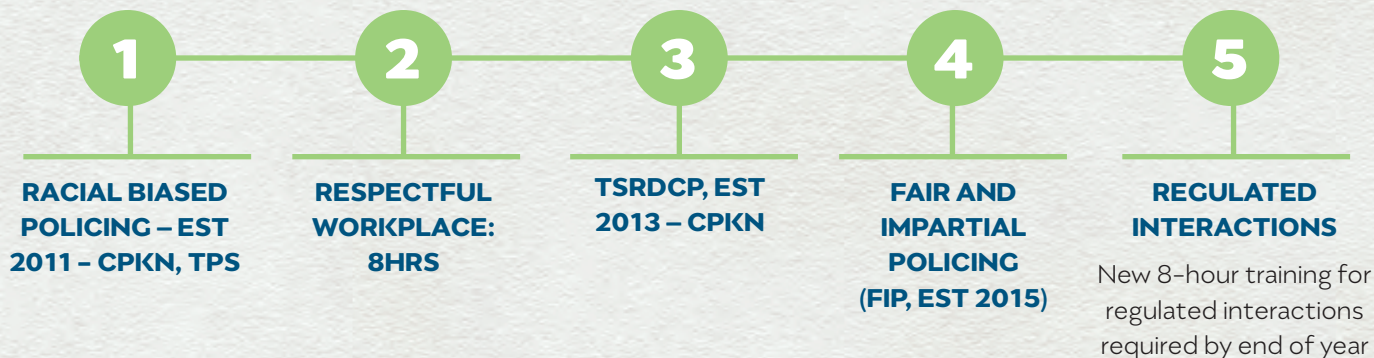 1
RACIAL BIASED
POLICING – EST
2011 – CPKN, TPS
2
RESPECTFUL
WORKPLACE:
8HRS
3
TSRDCP, EST
2013 – CPKN
4
FAIR AND
IMPARTIAL
POLICING
(FIP, EST 2015)
5
REGULATED
INTERACTIONS
New 8-hour training for
regulated interactions
required by end of year